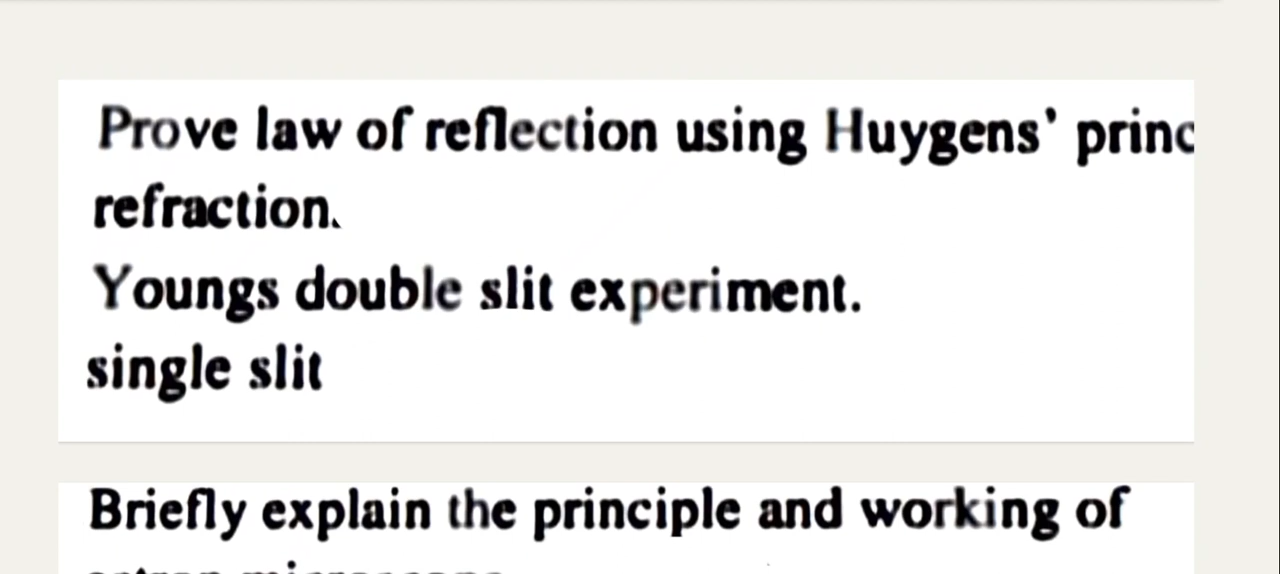 Prove law of reflection using Huygens’
refraction.
Youngs double slit experiment.
single slit
Briefly explain the principle and working of